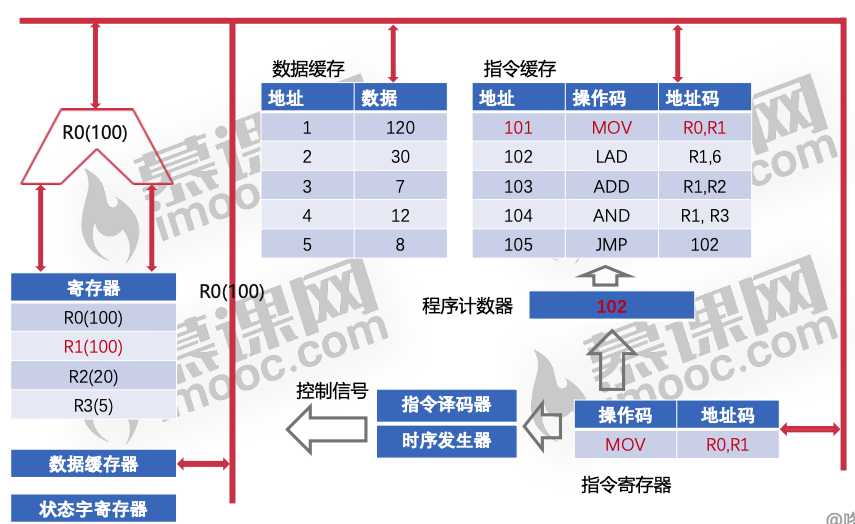 数据缓存
地址 数据
1 120
2 30
3 7
4 12
5 8
指令缓存
地址 操作码 地址码
101 MOV R0,R1
102 LAD R1,6
103 ADD R1,R2
104 AND R1, R3
105 JMP 102
R0(100)
寄存器
R0(100)
R1(100)
R2(20)
R3(5)
R0(100)
程序计数器
102
控制信号
指令译码器
时序发生器
操作码 地址码
MOV R0,R1
指令寄存器
数据缓存器
状态字寄存器
慕课网
imooc.com
慕课网
.com
慕课网
imooc.com
慕课网
imooc.com